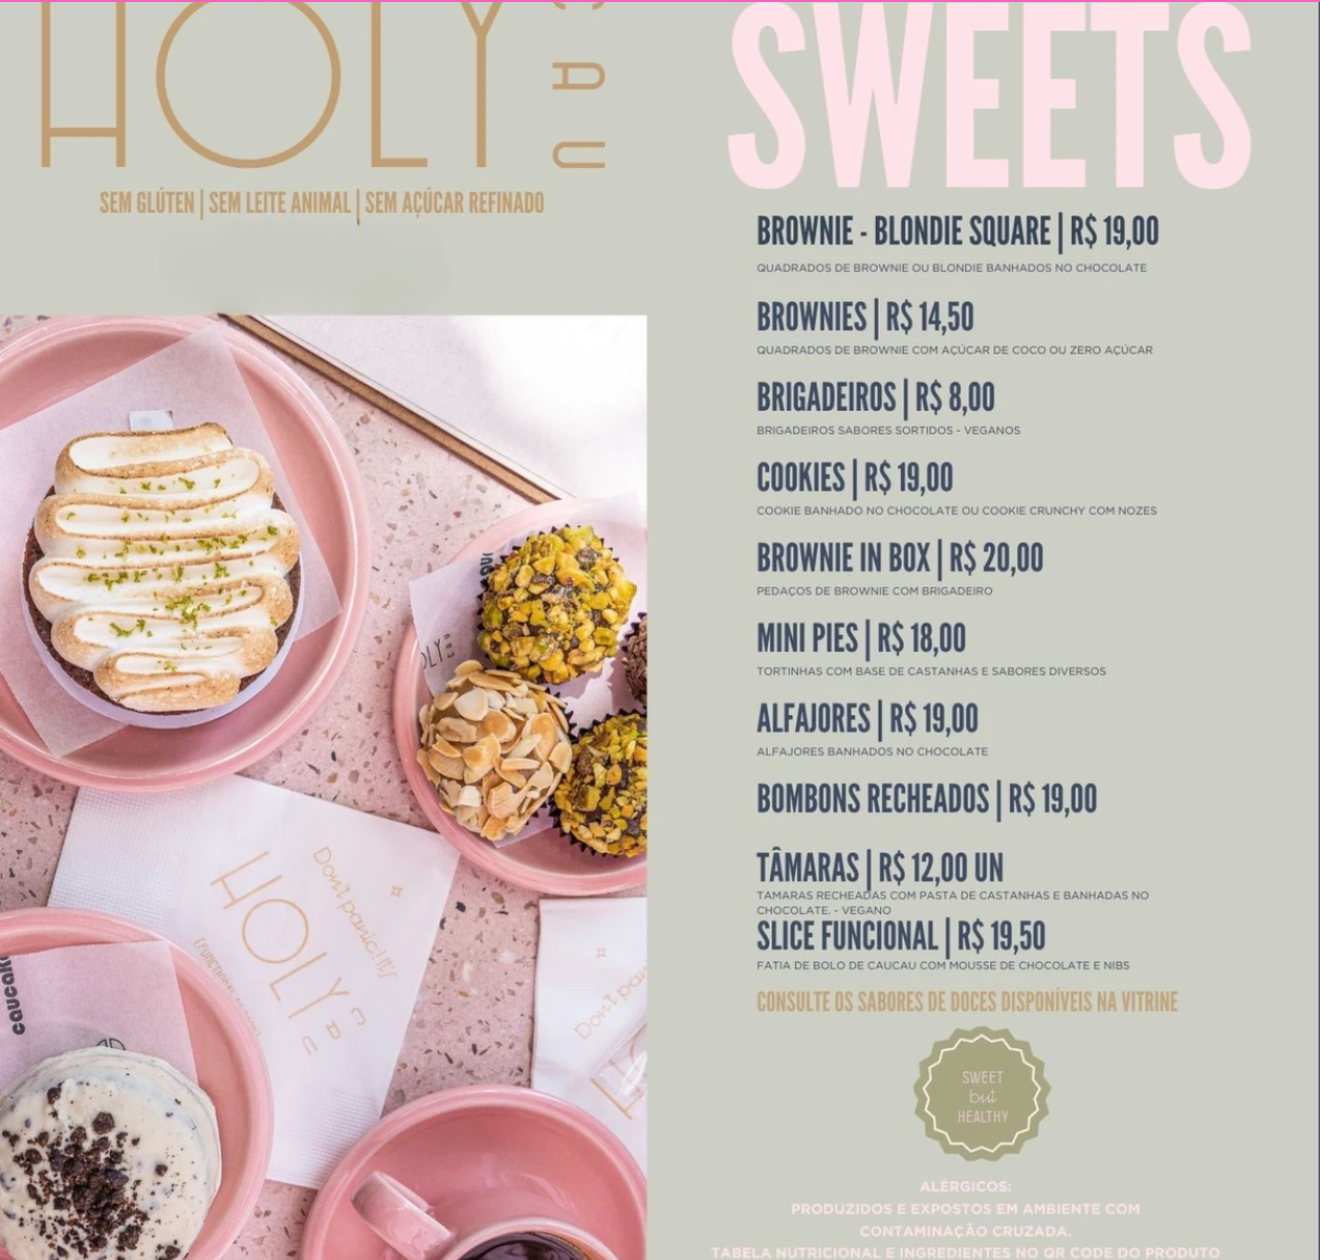 HOLY
CAU
SEM GLÚTEN | SEM LEITE ANIMAL | SEM AÇÚCAR REFINADO
SWEETS
BROWNIE - BLONDIE SQUARE | R$ 19,00
QUADRADOS DE BROWNIE OU BLONDIE BANHADOS NO CHOCOLATE
BROWNIES | R$ 14,50
QUADRADOS DE BROWNIE COM AÇÚCAR DE COCO OU ZERO AÇÚCAR
BRIGADEIROS | R$ 8,00
BRIGADEIROS SABORES SORTIDOS - VEGANOS
COOKIES | R$ 19,00
COOKIE BANHADO NO CHOCOLATE OU COOKIE CRUNCHY COM NOZES
BROWNIE IN BOX | R$ 20,00
PEDAÇOS DE BROWNIE COM BRIGADEIRO
MINI PIES | R$ 18,00
TORTINHAS COM BASE DE CASTANHAS E SABORES DIVERSOS
ALFAJORES | R$ 19,00
ALFAJORES BANHADOS NO CHOCOLATE
BOMBONS RECHEADOS | R$ 19,00
TÂMARAS | R$ 12,00 UN
TAMARAS RECHEADAS COM PASTA DE CASTANHAS E BANHADAS NO
CHOCOLATE. - VEGANO
SLICE FUNCIONAL | R$ 19,50
FATIA DE BOLO DE CAUCAU COM MOUSSE DE CHOCOLATE E NIBS
CONSULTE OS SABORES DE DOCES DISPONÍVEIS NA VITRINE
SWEET
but
HEALTHY
ALÉRGICOS:
PRODUZIDOS E EXPOSTOS EM AMBIENTE COM
CONTAMINAÇÃO CRUZADA.
TABELA NUTRICIONAL E INGREDIENTES NO QR CODE DO PRODUTO
Don't panic! It's
HOLY
cau
Don't pan
caucak